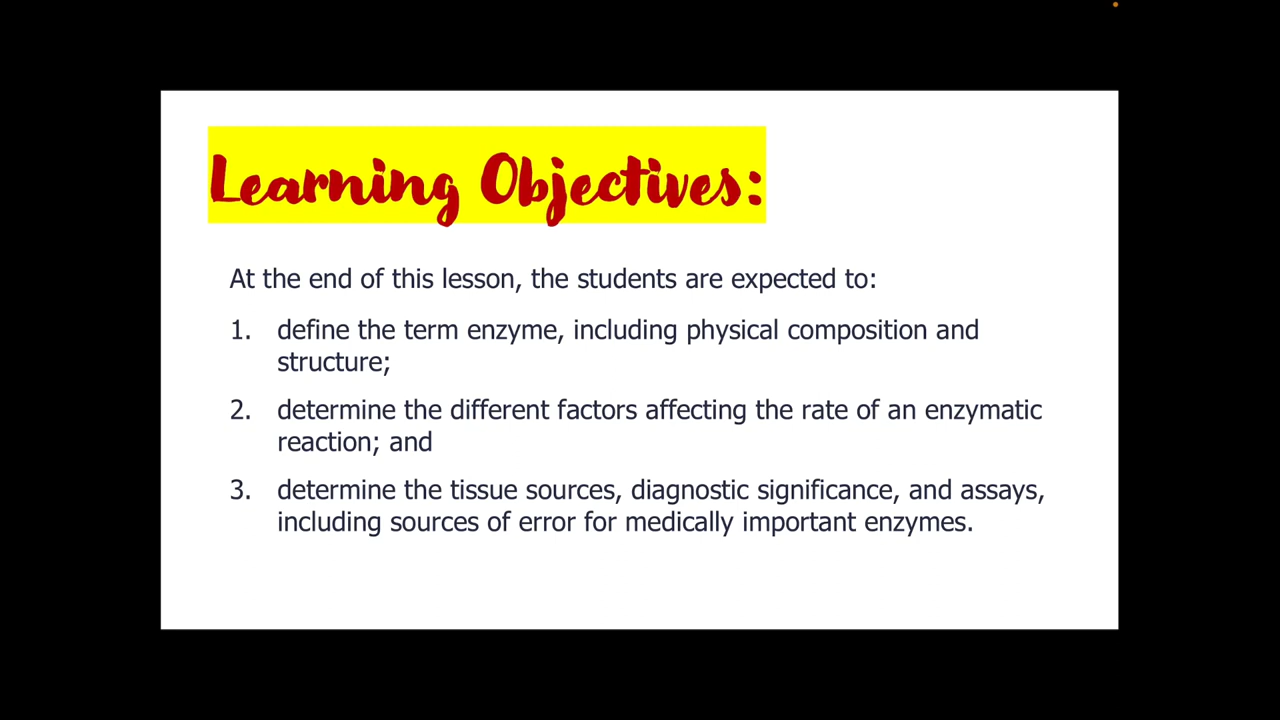 Learning Objectives:
At the end of this lesson, the students are expected to:
1. define the term enzyme, including physical composition and
structure;
2. determine the different factors affecting the rate of an enzymatic
reaction; and
3. determine the tissue sources, diagnostic significance, and assays,
including sources of error for medically important enzymes.